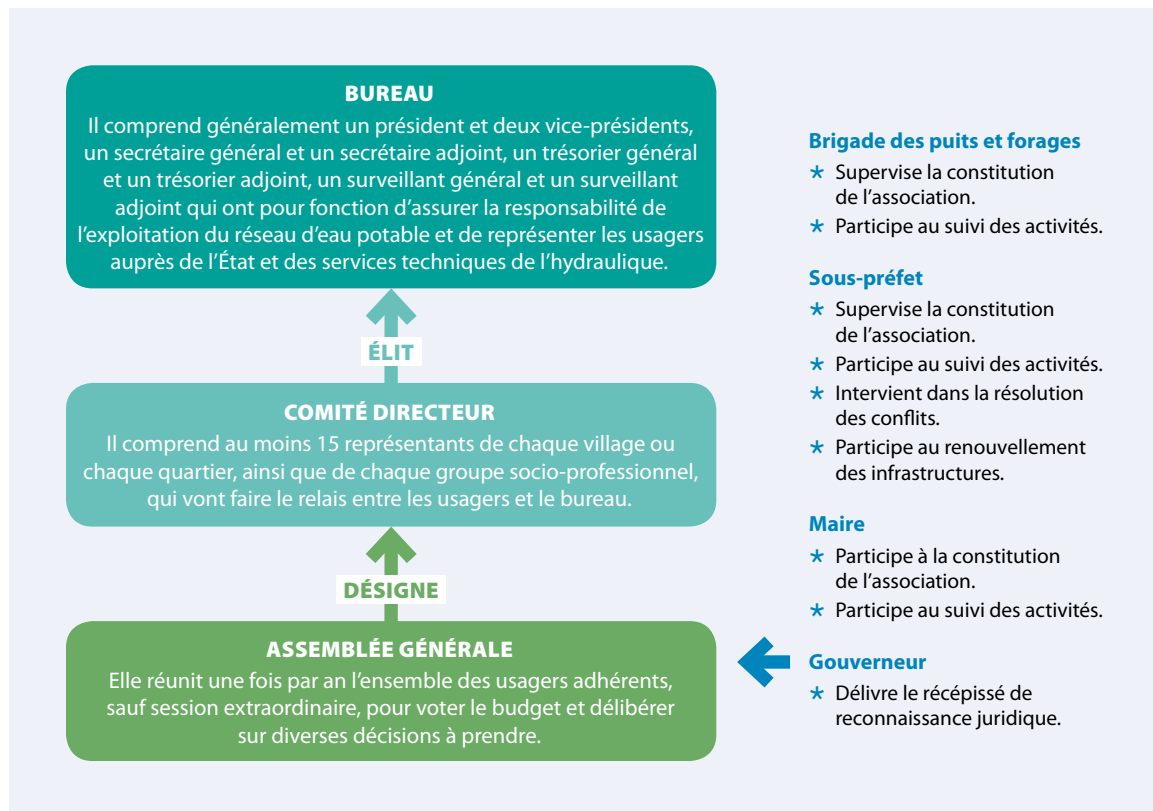 BUREAU
Il comprend généralement un président et deux vice-présidents,
un secrétaire général et un secrétaire adjoint, un trésorier général
et un trésorier adjoint, un surveillant général et un surveillant
adjoint qui ont pour fonction d’assurer la responsabilité de
l’exploitation du réseau d’eau potable et de représenter les usagers
auprès de l’État et des services techniques de l’hydraulique.
ÉLIT
COMITÉ DIRECTEUR
Il comprend au moins 15 représentants de chaque village ou
chaque quartier, ainsi que de chaque groupe socio-professionnel,
qui vont faire le relais entre les usagers et le bureau.
DÉSIGNE
ASSEMBLÉE GÉNÉRALE
Elle réunit une fois par an l’ensemble des usagers adhérents,
sauf session extraordinaire, pour voter le budget et délibérer
sur diverses décisions à prendre.
Brigade des puits et forages
* Supervise la constitution
de l’association.
* Participe au suivi des activités.
Sous-préfet
* Supervise la constitution
de l’association.
* Participe au suivi des activités.
* Intervient dans la résolution
des conflits.
* Participe au renouvellement
des infrastructures.
Maire
* Participe à la constitution
de l’association.
* Participe au suivi des activités.
Gouverneur
* Délivre le récépissé de
reconnaissance juridique.